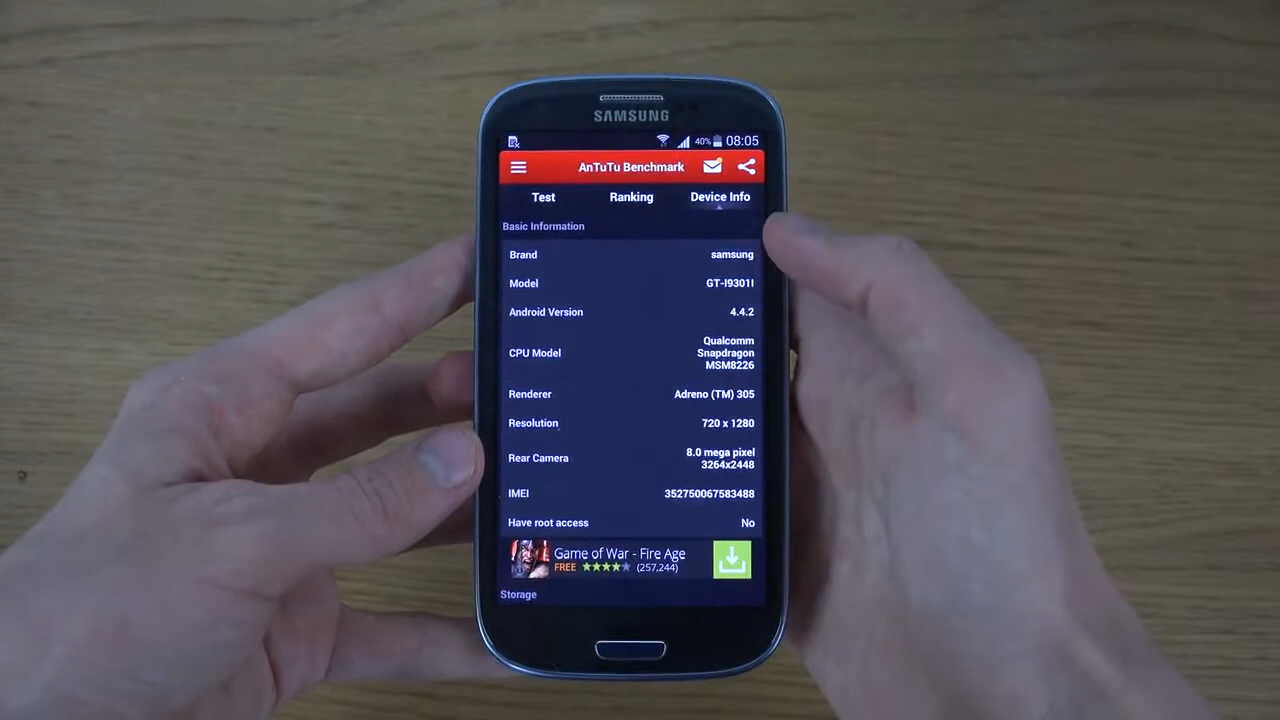 SAMSUNG
40% 08:05
AnTuTu Benchmark
Test Ranking Device Info
Basic Information
Brand samsung
Model GT-I9301I
Android Version 4.4.2
CPU Model Qualcomm
Snapdragon
MSM8226
Renderer Adreno (TM) 305
Resolution 720 x 1280
Rear Camera 8.0 mega pixel
3264x2448
IMEI 352750067583488
Have root access No
Game of War - Fire Age
FREE (257,244)
Storage